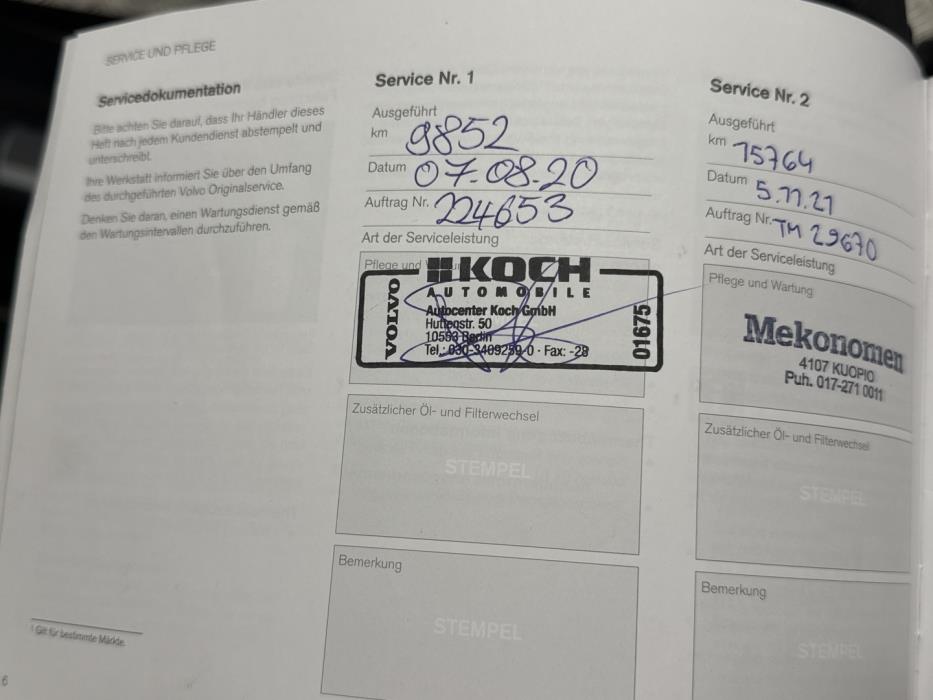 SERVICE UND PFLEGE
Servicedokumentation
Bitte achten Sie darauf, dass Ihr Händler dieses
Heft nach jedem Kundendienst abstempelt und
unterschreibt.
Ihre Werkstatt informiert Sie über den Umfang
des durchgeführten Volvo Originalservice.
Denken Sie daran, einen Wartungsdienst gemäß
den Wartungsintervallen durchzuführen.
Service Nr. 1
Ausgeführt
km 9852
Datum 07.08.20
Auftrag Nr. 224653
Art der Serviceleistung
Pflege und
KOCH
AUTOMOBILE
VOLVO
Autocenter Koch GmbH
Huttenstr. 50
10553 Berlin
Tel.: 030-3409259-0 · Fax: -28
01675
Zusätzlicher Öl- und Filterwechsel
STEMPEL
Bemerkung
STEMPEL
Service Nr. 2
Ausgeführt
km 15764
Datum 5.11.21
Auftrag Nr. TM 29670
Art der Serviceleistung
Pflege und Wartung
Mekonomen
4107 KUOPIO
Puh. 017-271 0011
Zusätzlicher Öl- und Filterwechsel
STEMPEL
Bemerkung
STEMPEL
¹ Gilt für bestimmte Märkte.
6